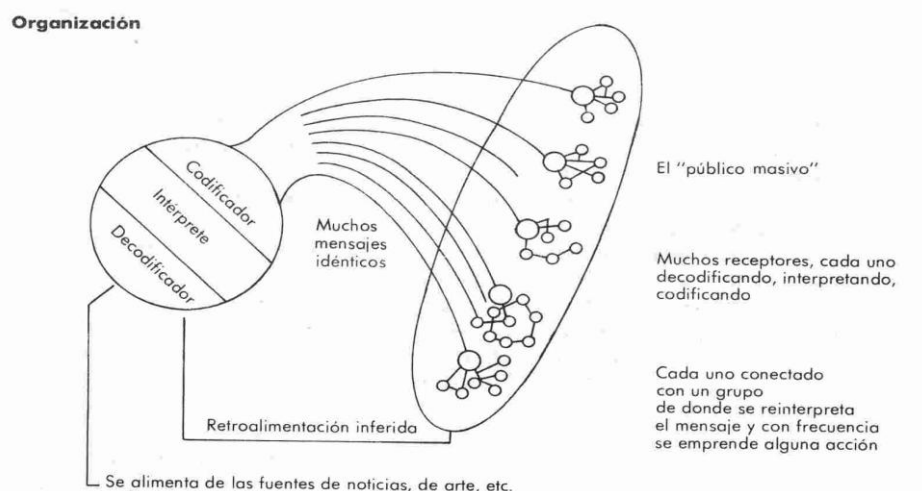 Organización
Codificador
Intérprete
Decodificador
Muchos
mensajes
idénticos
El "público masivo"
Muchos receptores, cada uno
decodificando, interpretando,
codificando
Cada uno conectado
con un grupo
de donde se reinterpreta
el mensaje y con frecuencia
se emprende alguna acción
Retroalimentación inferida
Se alimenta de las fuentes de noticias, de arte, etc.